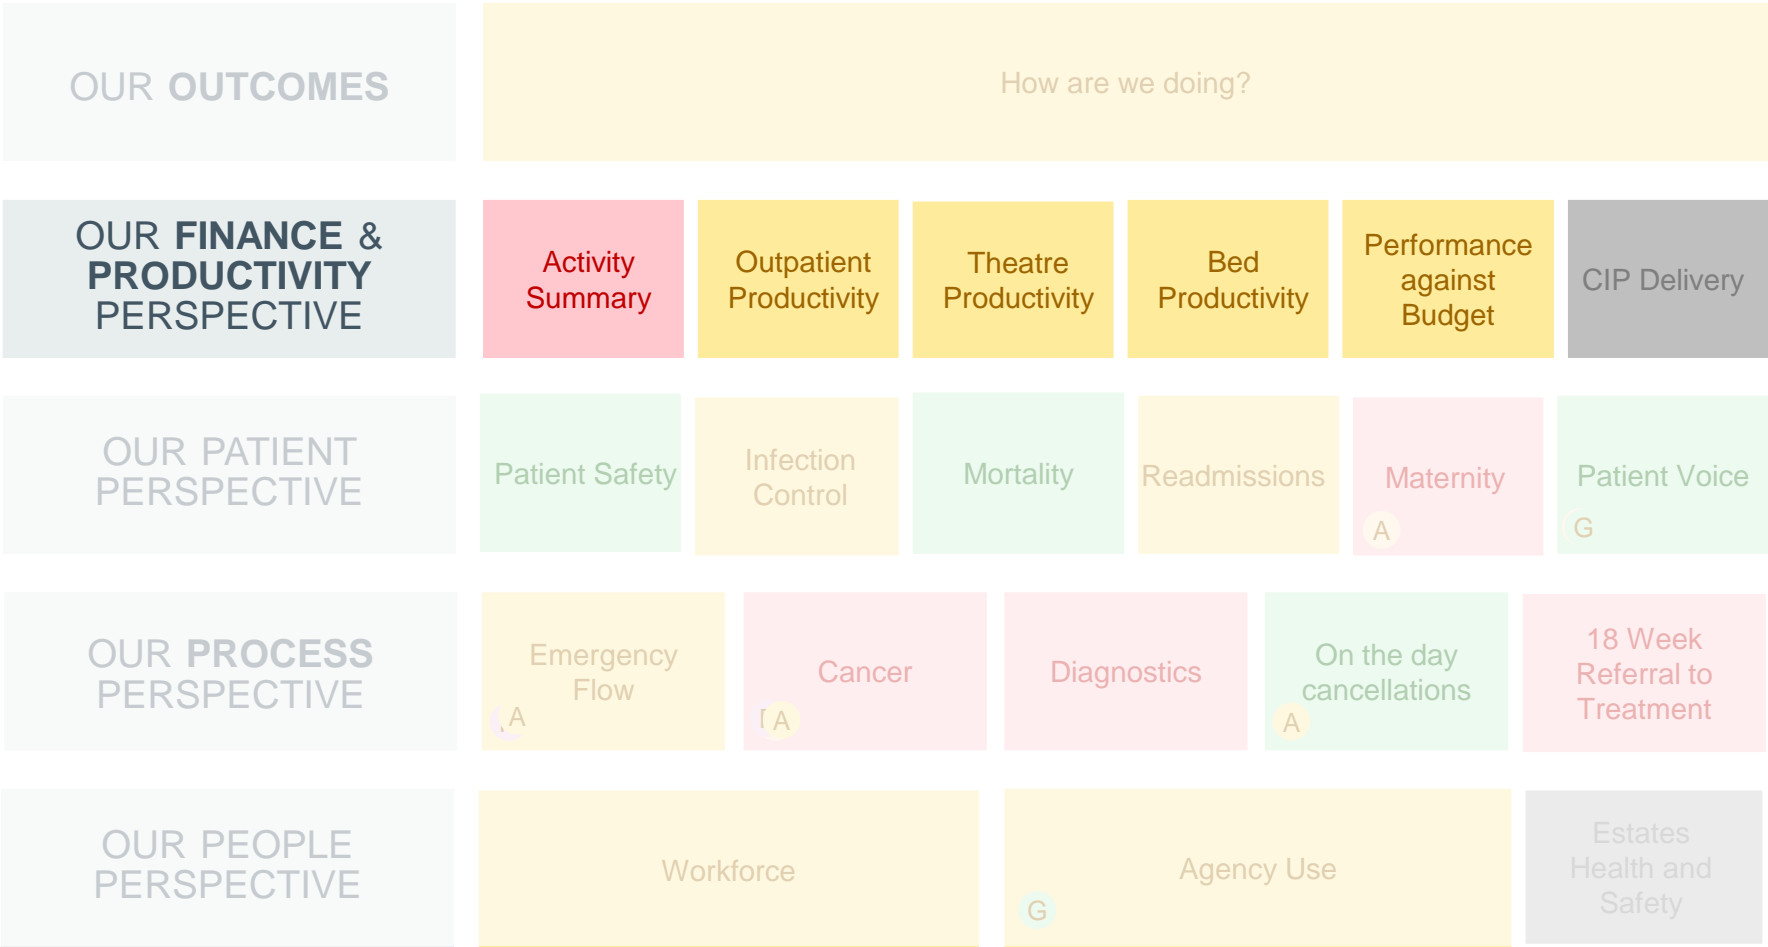 OUR OUTCOMES
How are we doing?
OUR FINANCE &
PRODUCTIVITY
PERSPECTIVE
Activity
Summary
Outpatient
Productivity
Theatre
Productivity
Bed
Productivity
Performance
against
Budget
CIP Delivery
OUR PATIENT
PERSPECTIVE
Patient Safety
Infection
Control
Mortality
Readmissions
Maternity
A
Patient Voice
G
OUR PROCESS
PERSPECTIVE
Emergency
Flow
A
Cancer
A
Diagnostics
On the day
cancellations
A
18 Week
Referral to
Treatment
OUR PEOPLE
PERSPECTIVE
Workforce
Agency Use
G
Estates
Health and
Safety